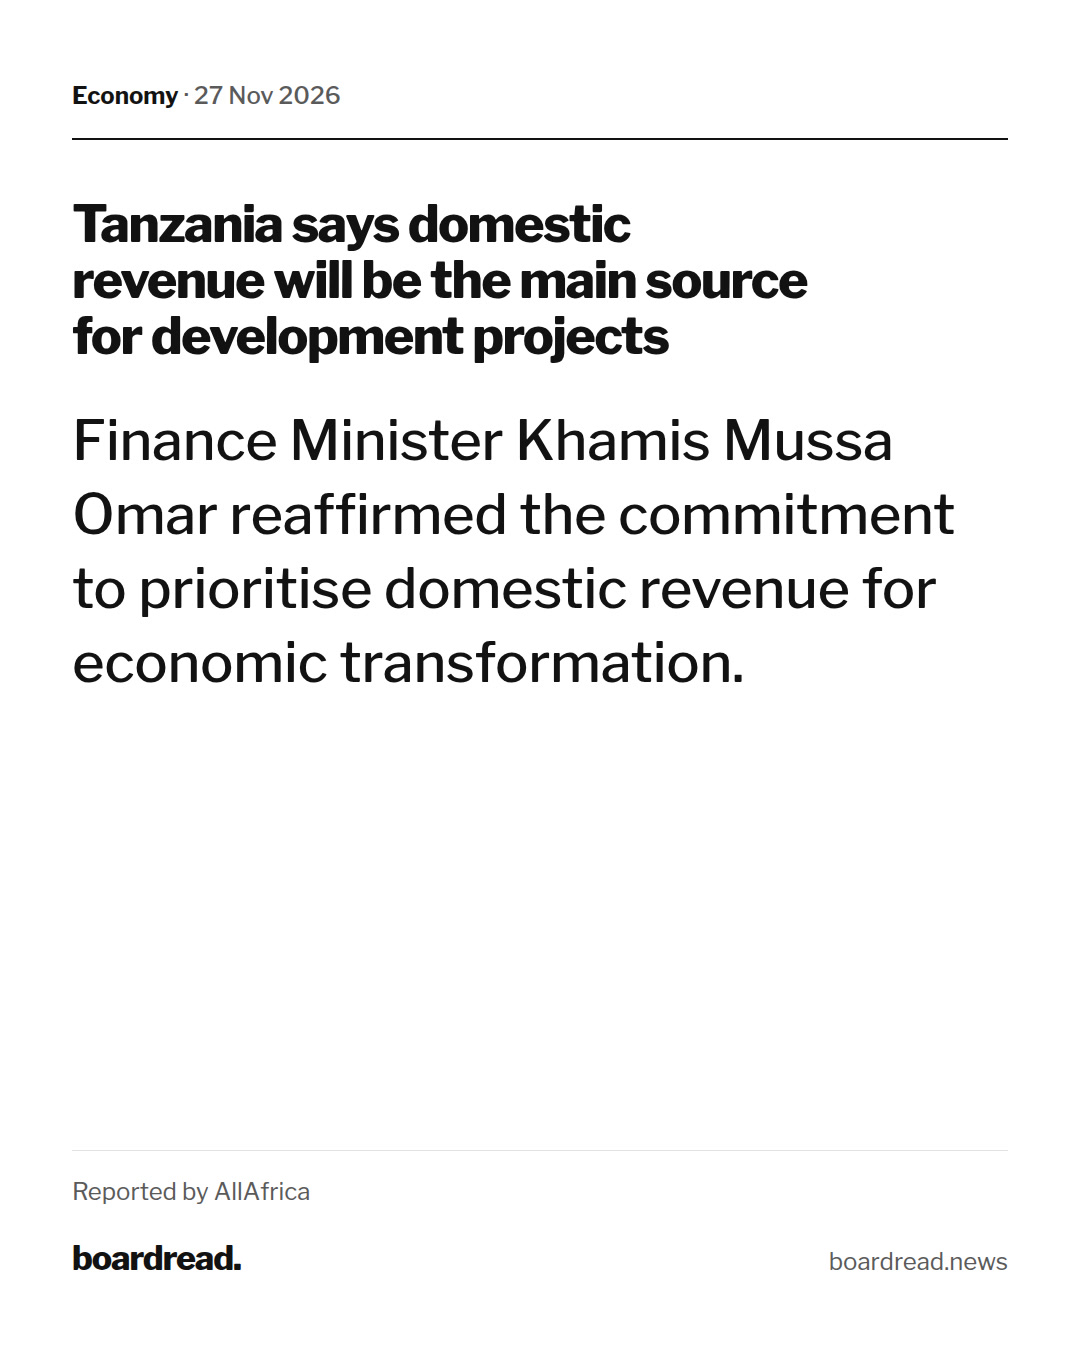 Economy · 27 Nov 2026
Tanzania says domestic
revenue will be the main source
for development projects
Finance Minister Khamis Mussa
Omar reaffirmed the commitment
to prioritise domestic revenue for
economic transformation.
Reported by AllAfrica
boardread.
boardread.news